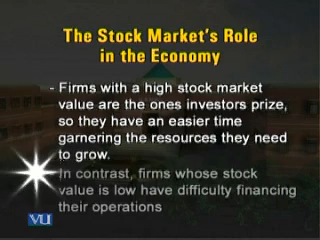 The Stock Market's Role
in the Economy
- Firms with a high stock market
value are the ones investors prize,
so they have an easier time
garnering the resources they need
to grow.
In contrast, firms whose stock
value is low have difficulty financing
their operations
VU